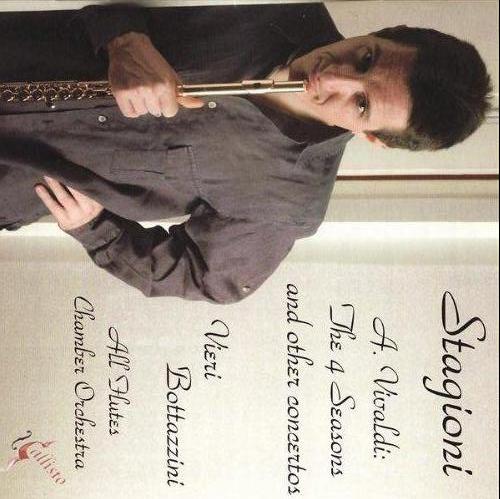 Stagioni
A. Vivaldi:
The 4 Seasons
and other concertos
Vieri
Bottazzini
All Flutes
Chamber Orchestra
Callisto